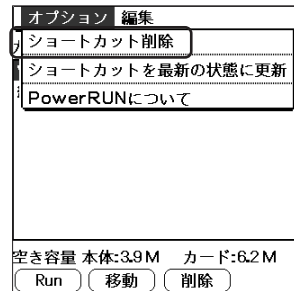 オプション 編集
ショートカット削除
ショートカットを最新の状態に更新
PowerRUNについて
空き容量 本体:3.9M カード:6.2M
Run 移動 削除